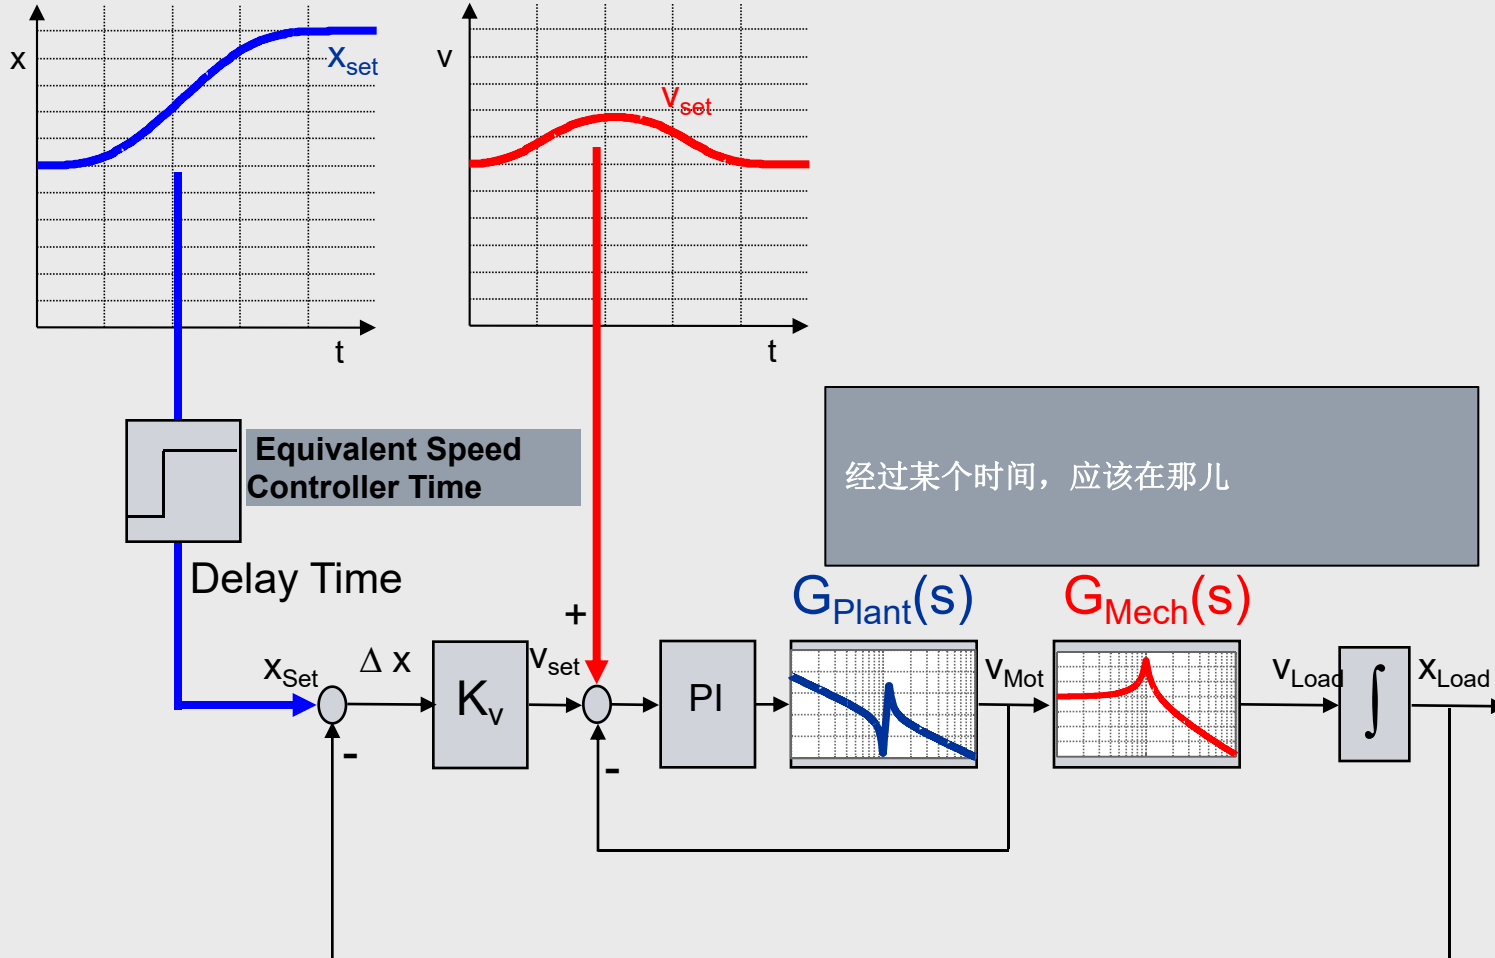 x
x_set
t
v
v_set
t
Equivalent Speed
Controller Time
经过某个时间，应该在那儿
Delay Time
G_Plant(s)
G_Mech(s)
+
x_Set
Δ x
K_v
v_set
PI
v_Mot
v_Load
∫
x_Load
-
-